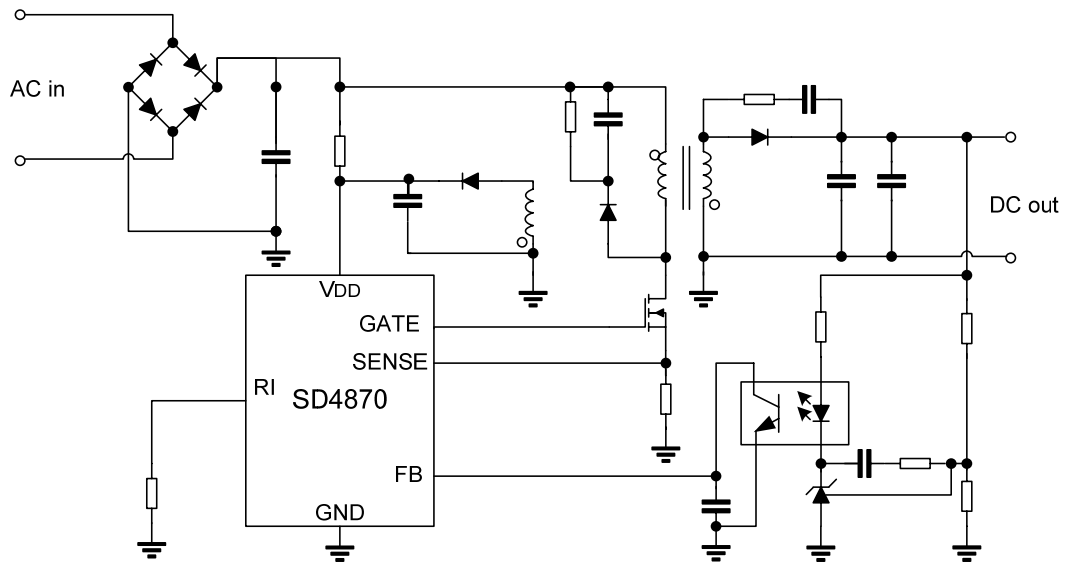 AC in
DC out
VDD
GATE
SENSE
RI
SD4870
FB
GND